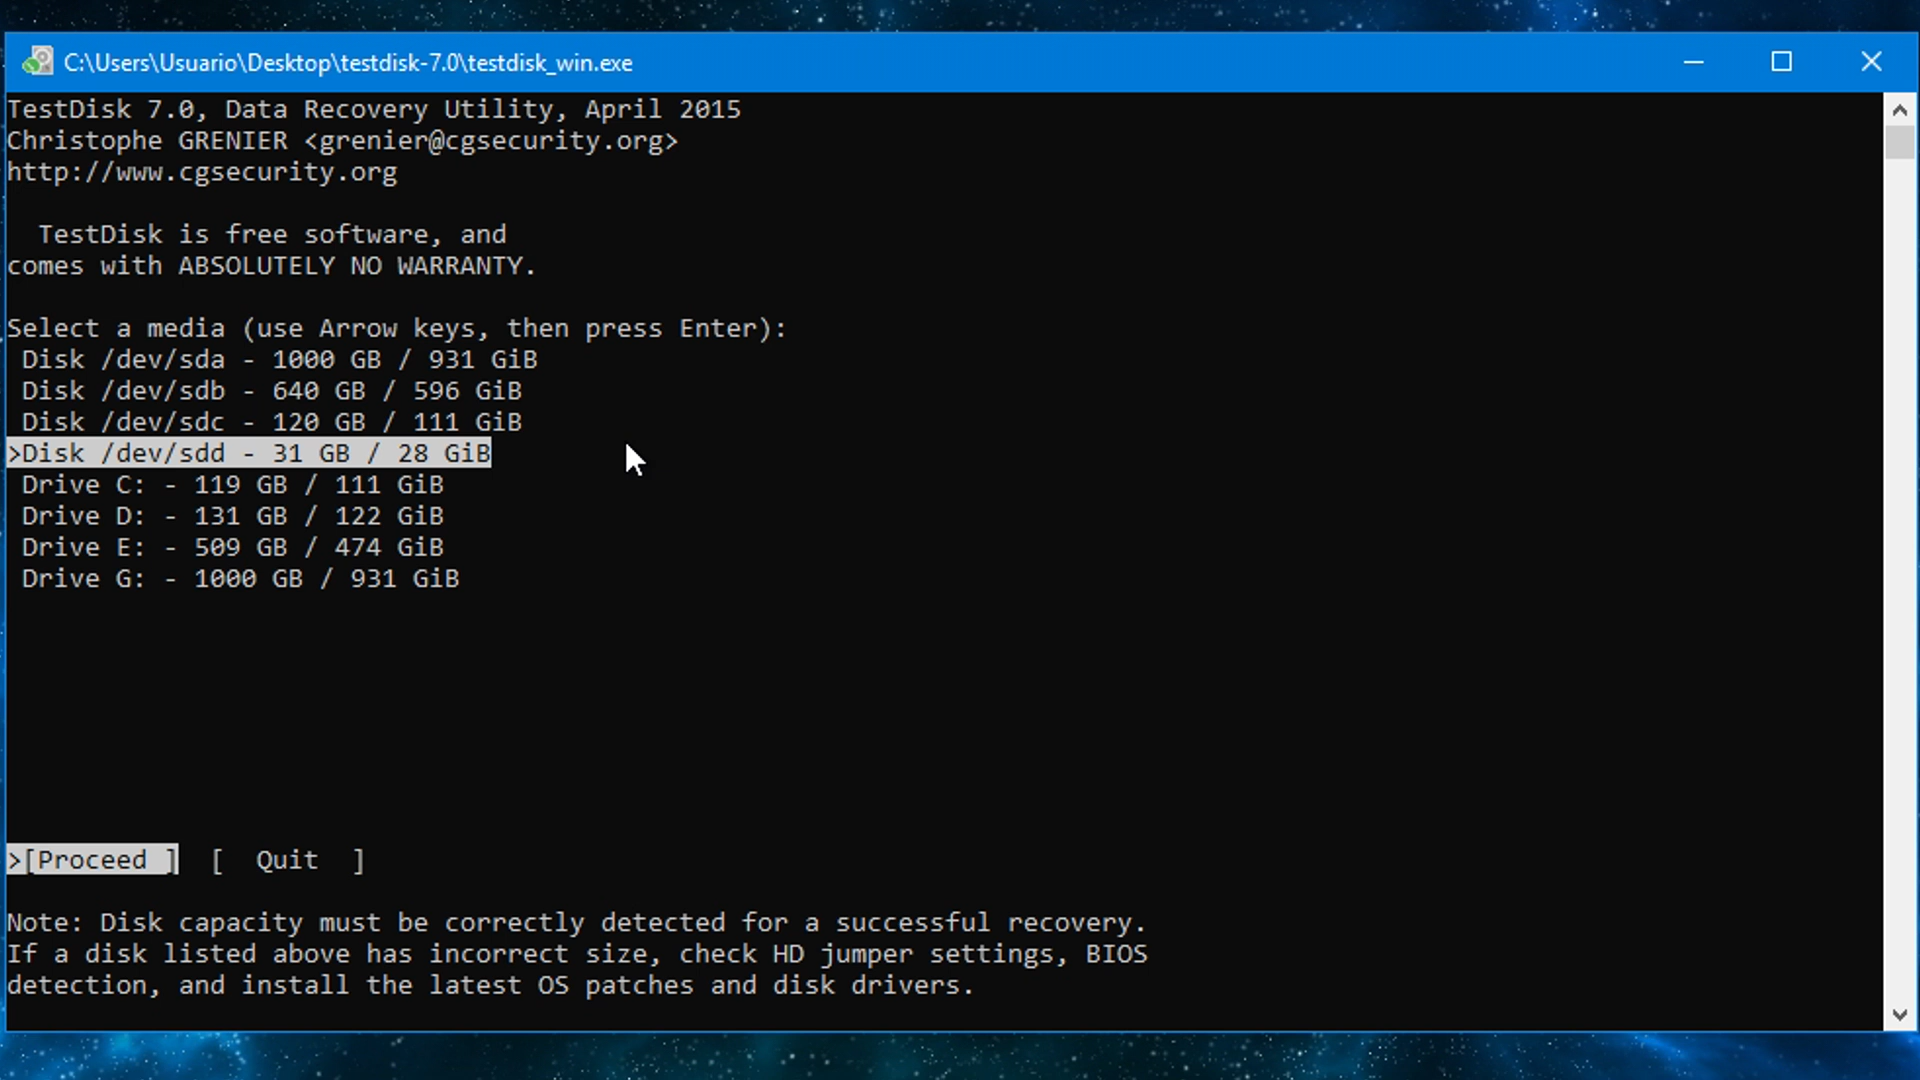 C:\Users\Usuario\Desktop\testdisk-7.0\testdisk_win.exe
TestDisk 7.0, Data Recovery Utility, April 2015
Christophe GRENIER <grenier@cgsecurity.org>
http://www.cgsecurity.org
TestDisk is free software, and
comes with ABSOLUTELY NO WARRANTY.
Select a media (use Arrow keys, then press Enter):
Disk /dev/sda - 1000 GB / 931 GiB
Disk /dev/sdb - 640 GB / 596 GiB
Disk /dev/sdc - 120 GB / 111 GiB
>Disk /dev/sdd - 31 GB / 28 GiB
Drive C: - 119 GB / 111 GiB
Drive D: - 131 GB / 122 GiB
Drive E: - 509 GB / 474 GiB
Drive G: - 1000 GB / 931 GiB
>[Proceed ]  [  Quit  ]
Note: Disk capacity must be correctly detected for a successful recovery.
If a disk listed above has incorrect size, check HD jumper settings, BIOS
detection, and install the latest OS patches and disk drivers.